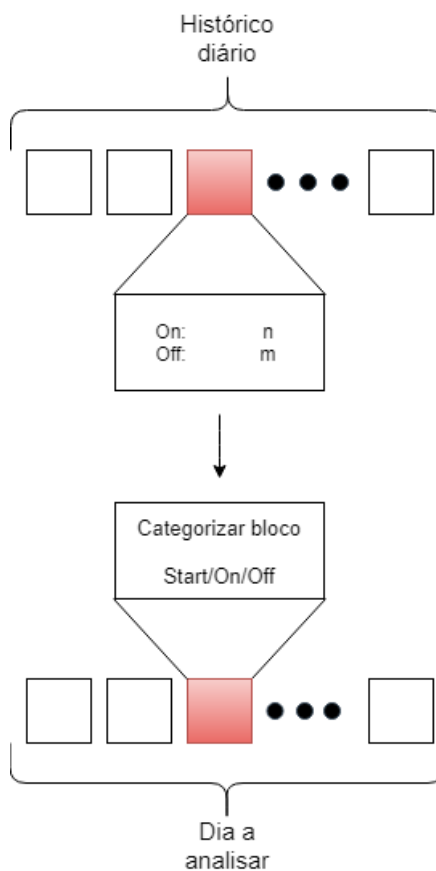 Histórico
diário
On: n
Off: m
Categorizar bloco
Start/On/Off
Dia a
analisar